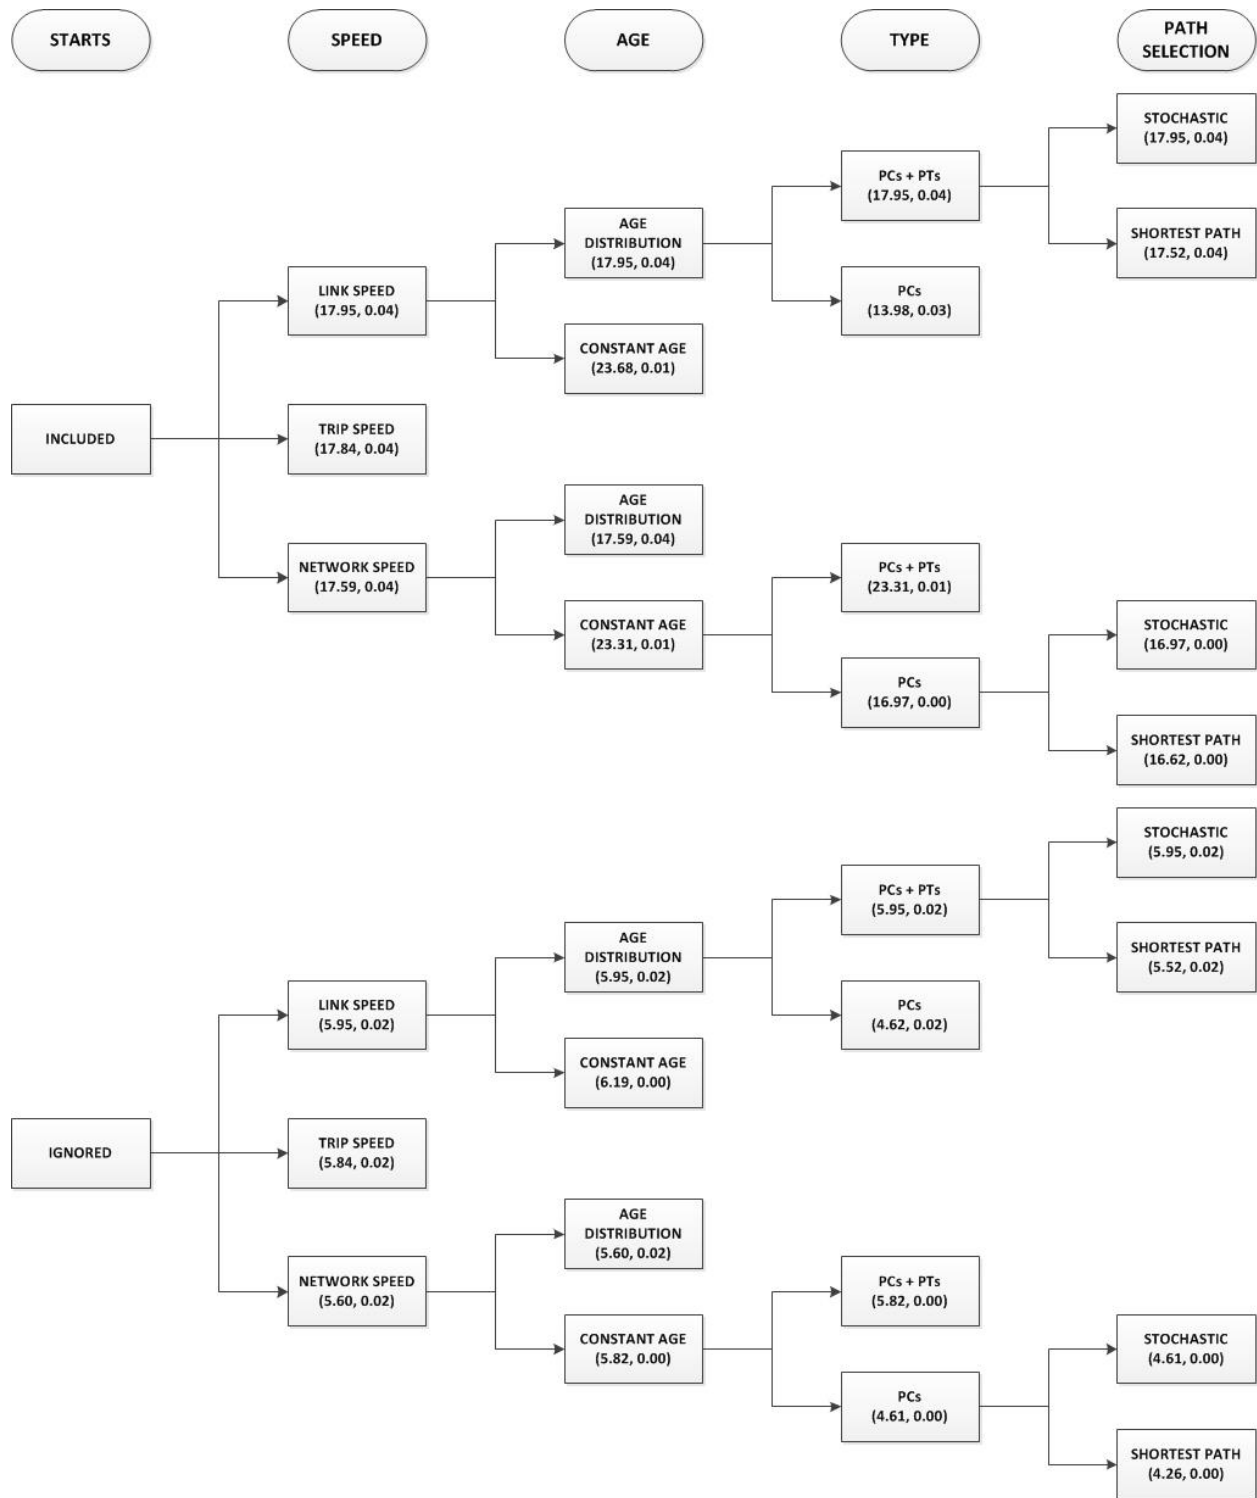 STARTS
SPEED
AGE
TYPE
PATH
SELECTION
STOCHASTIC
(17.95, 0.04)
PCs + PTs
(17.95, 0.04)
AGE
DISTRIBUTION
(17.95, 0.04)
SHORTEST PATH
(17.52, 0.04)
LINK SPEED
(17.95, 0.04)
PCs
(13.98, 0.03)
CONSTANT AGE
(23.68, 0.01)
INCLUDED
TRIP SPEED
(17.84, 0.04)
AGE
DISTRIBUTION
(17.59, 0.04)
NETWORK SPEED
(17.59, 0.04)
PCs + PTs
(23.31, 0.01)
CONSTANT AGE
(23.31, 0.01)
STOCHASTIC
(16.97, 0.00)
PCs
(16.97, 0.00)
SHORTEST PATH
(16.62, 0.00)
STOCHASTIC
(5.95, 0.02)
PCs + PTs
(5.95, 0.02)
AGE
DISTRIBUTION
(5.95, 0.02)
SHORTEST PATH
(5.52, 0.02)
LINK SPEED
(5.95, 0.02)
PCs
(4.62, 0.02)
CONSTANT AGE
(6.19, 0.00)
IGNORED
TRIP SPEED
(5.84, 0.02)
AGE
DISTRIBUTION
(5.60, 0.02)
NETWORK SPEED
(5.60, 0.02)
PCs + PTs
(5.82, 0.00)
CONSTANT AGE
(5.82, 0.00)
STOCHASTIC
(4.61, 0.00)
PCs
(4.61, 0.00)
SHORTEST PATH
(4.26, 0.00)